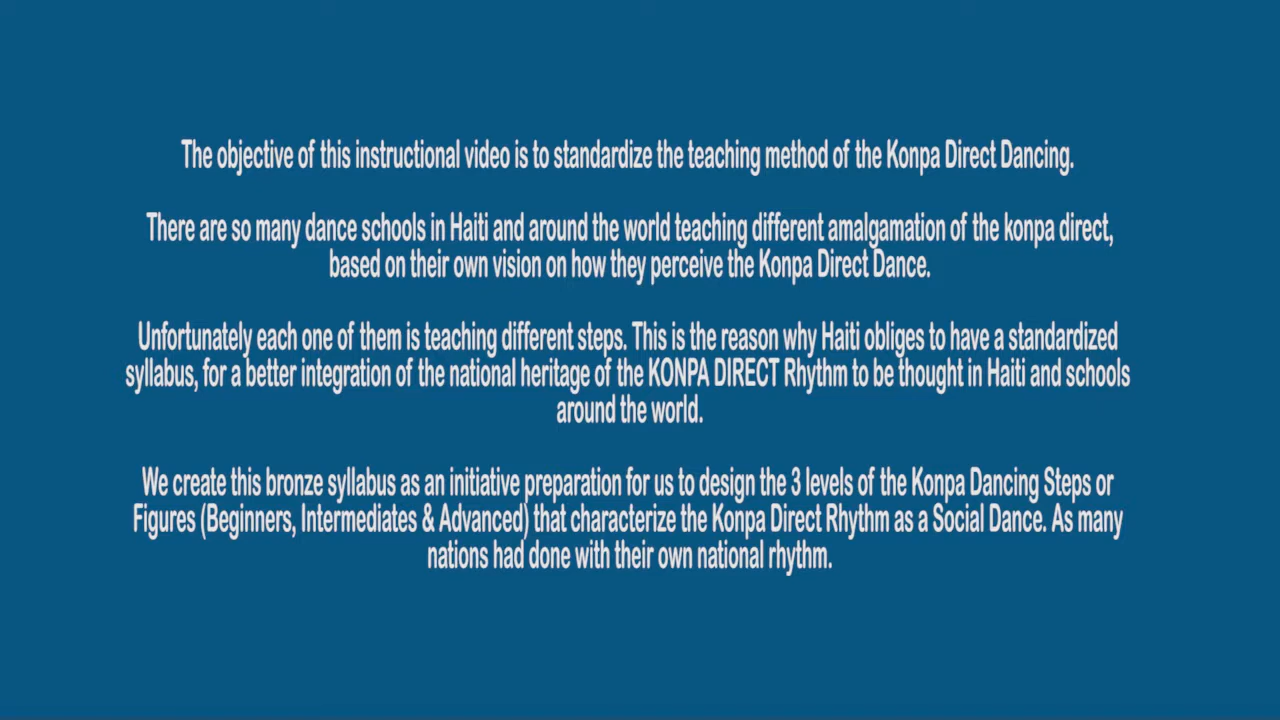 The objective of this instructional video is to standardize the teaching method of the Konpa Direct Dancing.
There are so many dance schools in Haiti and around the world teaching different amalgamation of the konpa direct,
based on their own vision on how they perceive the Konpa Direct Dance.
Unfortunately each one of them is teaching different steps. This is the reason why Haiti obliges to have a standardized
syllabus, for a better integration of the national heritage of the KONPA DIRECT Rhythm to be thought in Haiti and schools
around the world.
We create this bronze syllabus as an initiative preparation for us to design the 3 levels of the Konpa Dancing Steps or
Figures (Beginners, Intermediates & Advanced) that characterize the Konpa Direct Rhythm as a Social Dance. As many
nations had done with their own national rhythm.